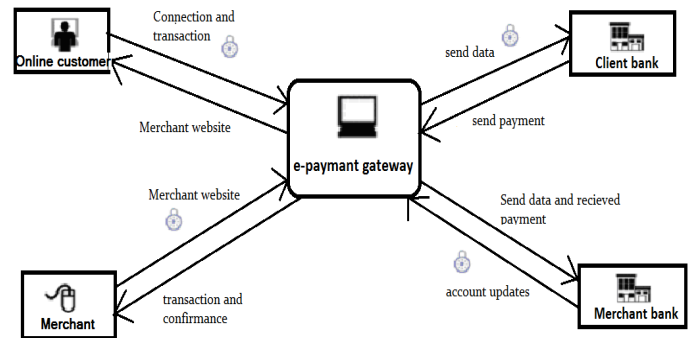 Connection and
transaction
Online customer
send data
Client bank
Merchant website
send payment
e-paymant gateway
Merchant website
Send data and recieved
payment
transaction and
confirmance
account updates
Merchant
Merchant bank